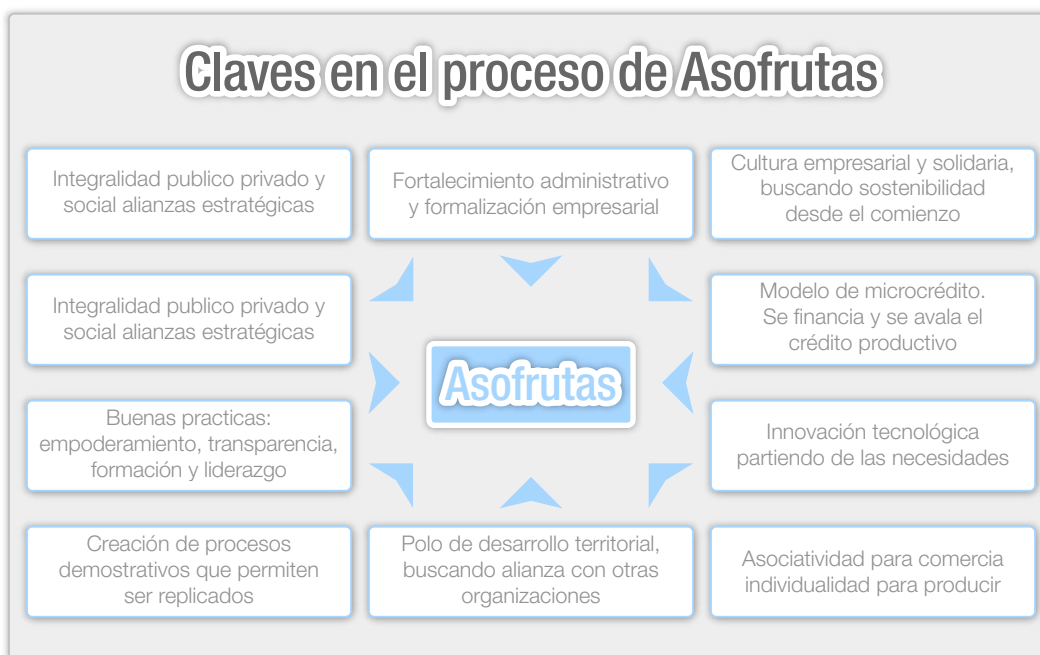 Claves en el proceso de Asofrutas
Integralidad publico privado y
social alianzas estratégicas
Fortalecimiento administrativo
y formalización empresarial
Cultura empresarial y solidaria,
buscando sostenibilidad
desde el comienzo
Integralidad publico privado y
social alianzas estratégicas
Modelo de microcrédito.
Se financia y se avala el
crédito productivo
Asofrutas
Buenas practicas:
empoderamiento, transparencia,
formación y liderazgo
Innovación tecnológica
partiendo de las necesidades
Creación de procesos
demostrativos que permiten
ser replicados
Polo de desarrollo territorial,
buscando alianza con otras
organizaciones
Asociatividad para comercia
individualidad para producir